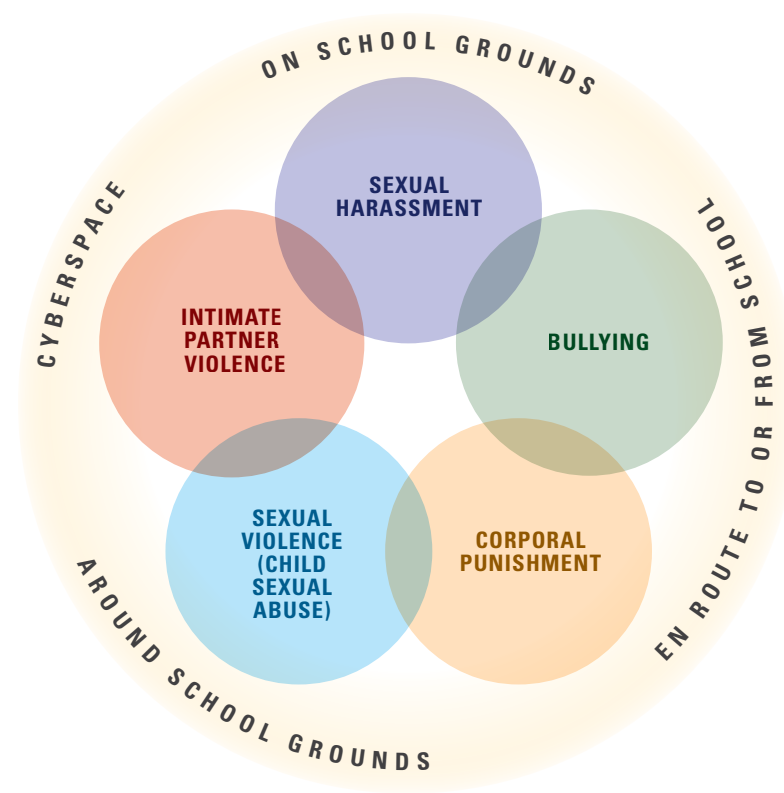 ON SCHOOL GROUNDS
CYBERSPACE
EN ROUTE TO OR FROM SCHOOL
AROUND SCHOOL GROUNDS
SEXUAL
HARASSMENT
INTIMATE
PARTNER
VIOLENCE
BULLYING
SEXUAL
VIOLENCE
(CHILD
SEXUAL
ABUSE)
CORPORAL
PUNISHMENT